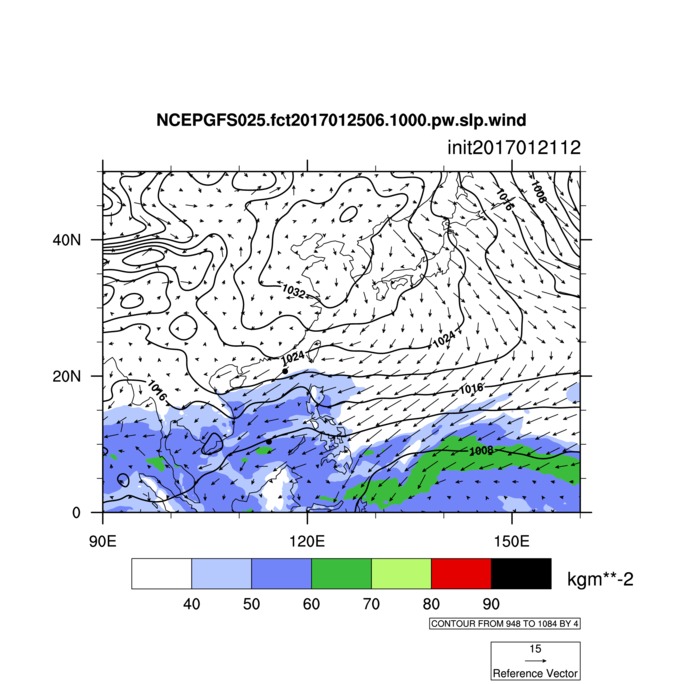 NCEPGFS025.fct2017012506.1000.pw.slp.wind
init2017012112
1016
1008
40N
1032
1024
1024
20N
1016
1016
1008
0
90E 120E 150E
40 50 60 70 80 90
kgm**-2
CONTOUR FROM 948 TO 1084 BY 4
15
Reference Vector